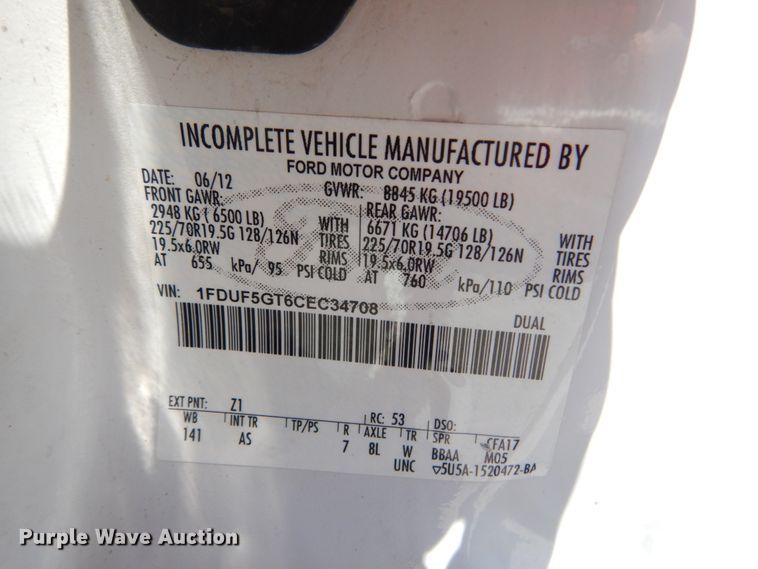 INCOMPLETE VEHICLE MANUFACTURED BY
FORD MOTOR COMPANY
DATE: 06/12 GVWR: 8845 KG (19500 LB)
FRONT GAWR: REAR GAWR:
2948 KG ( 6500 LB) WITH 6671 KG (14706 LB) WITH
225/70R19.5G 128/126N TIRES 225/70R19.5G 128/126N TIRES
19.5x6.0RW RIMS 19.5x6.0RW RIMS
AT 655 kPa/ 95 PSI COLD AT 760 kPa/110 PSI COLD
VIN: 1FDUF5GT6CEC34708 DUAL
EXT PNT: Z1 RC: 53 DSO:
WB INT TR TP/PS R AXLE TR SPR CFA17
141 AS 7 8L W BBAA M05
UNC ▽5U5A-1520472-BA
Purple Wave Auction